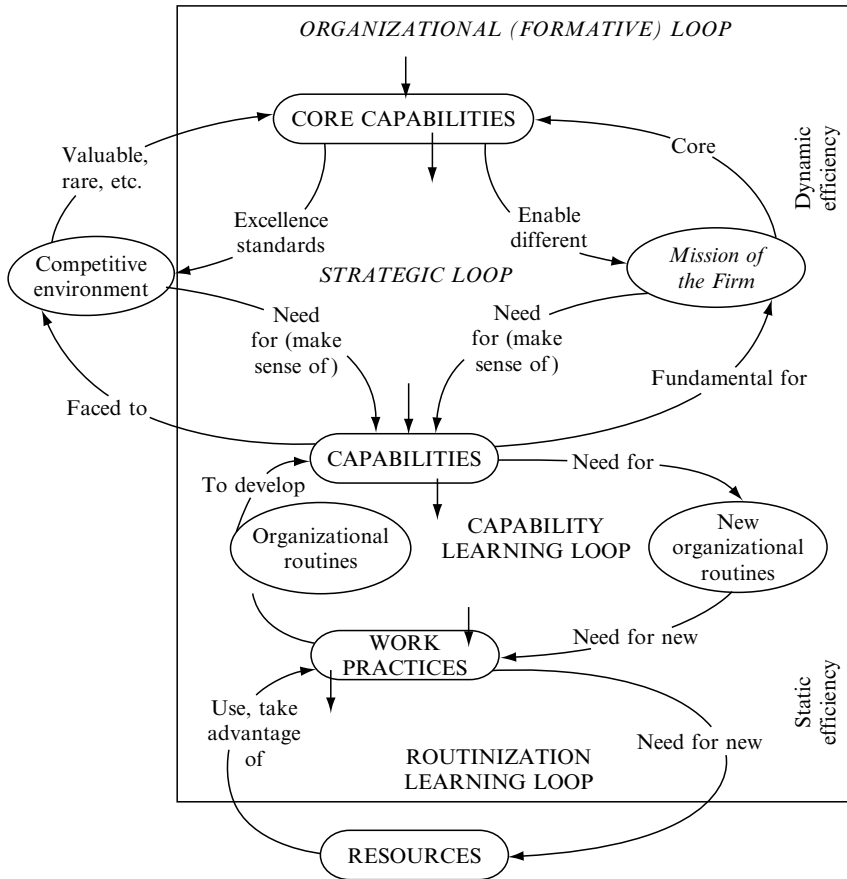 ORGANIZATIONAL (FORMATIVE) LOOP
CORE CAPABILITIES
Valuable,
rare, etc.
Core
Dynamic
efficiency
Excellence
standards
Enable
different
Competitive
environment
STRATEGIC LOOP
Mission of
the Firm
Need
for (make
sense of)
Need
for (make
sense of)
Faced to
Fundamental for
CAPABILITIES
Need for
To develop
Organizational
routines
CAPABILITY
LEARNING LOOP
New
organizational
routines
WORK
PRACTICES
Need for new
Use, take
advantage
of
Need for new
Static
efficiency
ROUTINIZATION
LEARNING LOOP
RESOURCES